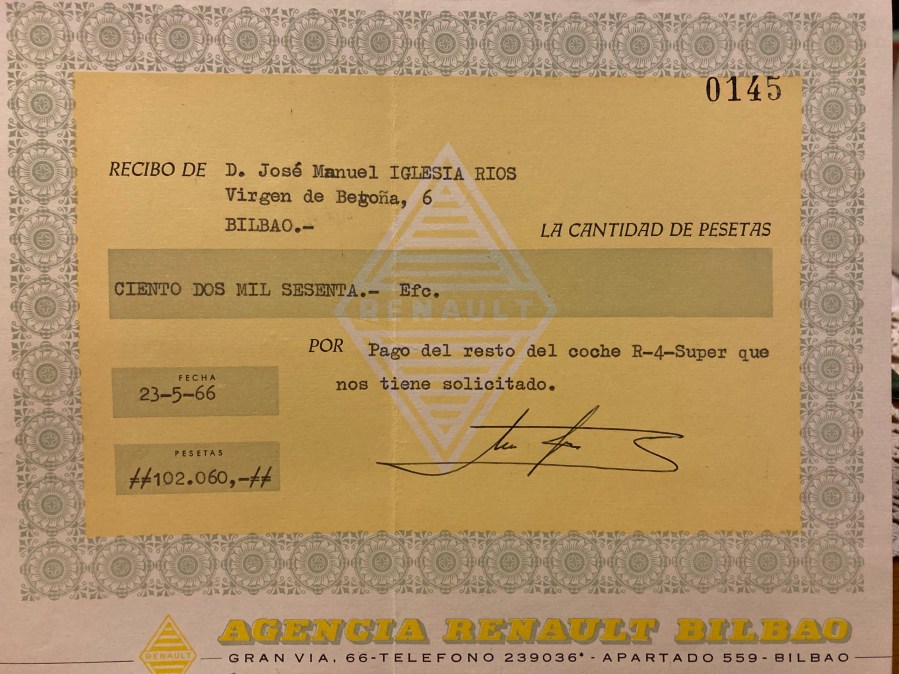 0145
RECIBO DE D. José Manuel IGLESIA RIOS
Virgen de Begoña, 6
BILBAO.-
LA CANTIDAD DE PESETAS
CIENTO DOS MIL SESENTA.- Efc.
RENAULT
POR Pago del resto del coche R-4-Super que
nos tiene solicitado.
FECHA
23-5-66
PESETAS
##102.060,-##
AGENCIA RENAULT BILBAO
RENAULT
GRAN VIA, 66-TELEFONO 239036*-APARTADO 559-BILBAO